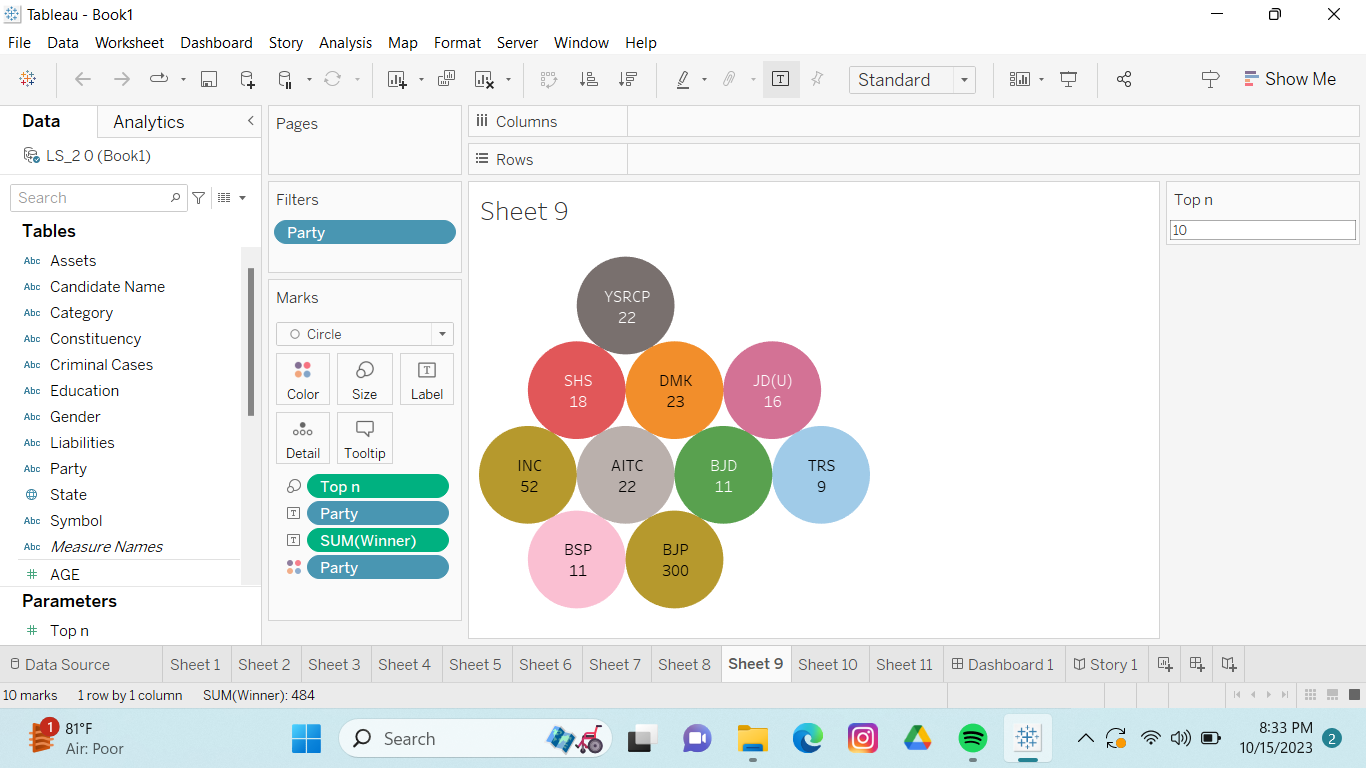 Tableau - Book1
File Data Worksheet Dashboard Story Analysis Map Format Server Window Help
Standard
Show Me
Data Analytics
LS_2 0 (Book1)
Search
Tables
Abc Assets
Abc Candidate Name
Abc Category
Abc Constituency
Abc Criminal Cases
Abc Education
Abc Gender
Abc Liabilities
Abc Party
State
Abc Symbol
Abc Measure Names
# AGE
Parameters
# Top n
Pages
Filters
Party
Marks
Circle
Color Size Label
Detail Tooltip
Top n
Party
SUM(Winner)
Party
Columns
Rows
Sheet 9
YSRCP
22
SHS
18
DMK
23
JD(U)
16
INC
52
AITC
22
BJD
11
TRS
9
BSP
11
BJP
300
Top n
10
Data Source Sheet 1 Sheet 2 Sheet 3 Sheet 4 Sheet 5 Sheet 6 Sheet 7 Sheet 8 Sheet 9 Sheet 10 Sheet 11 Dashboard 1 Story 1
10 marks 1 row by 1 column SUM(Winner): 484
1
81°F
Air: Poor
Search
8:33 PM
10/15/2023
2